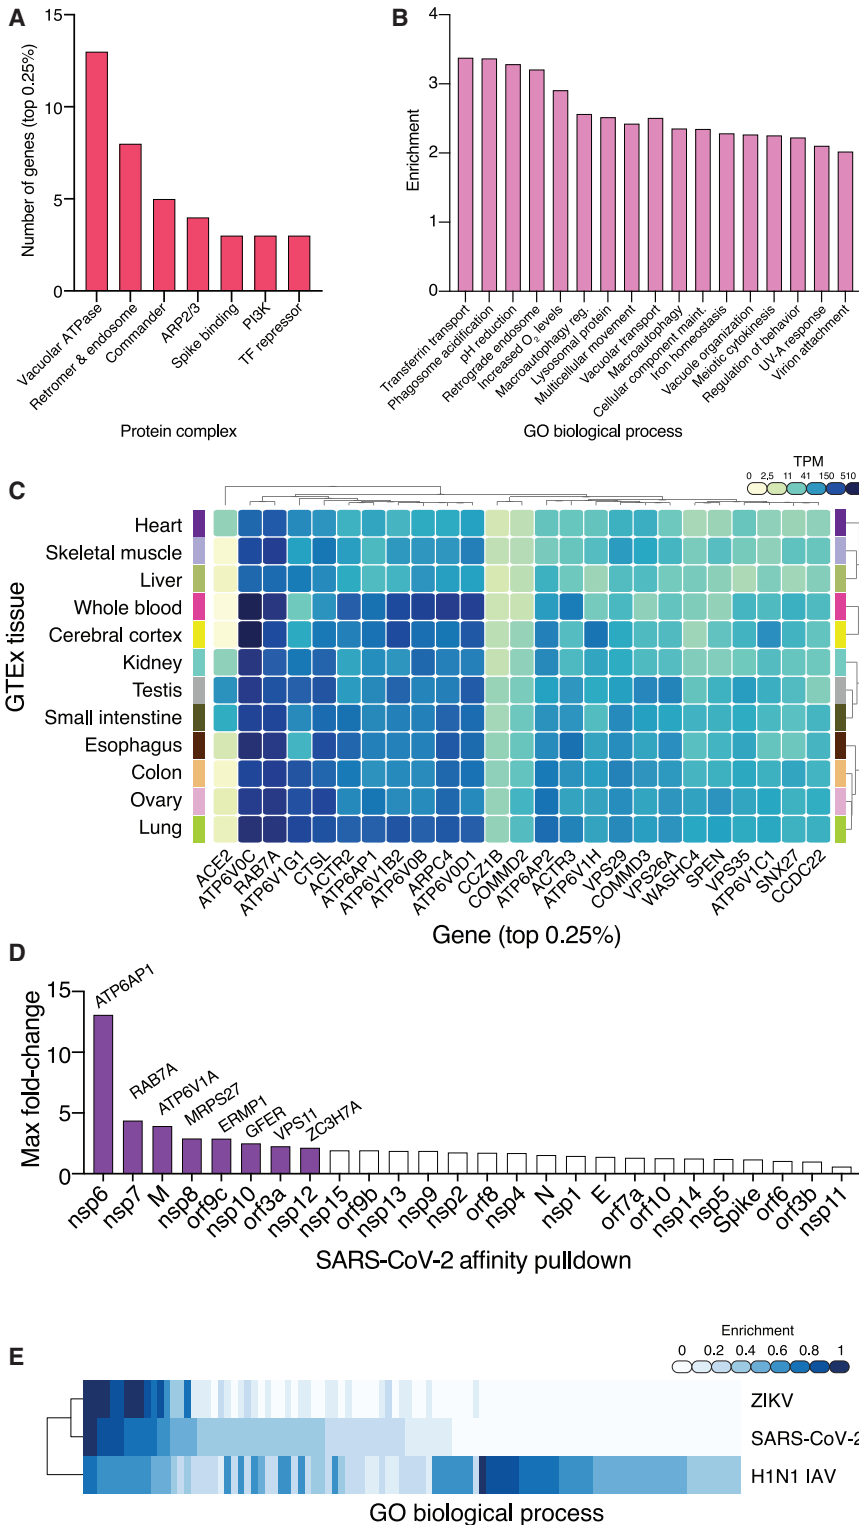 A
Number of genes (top 0.25%)
15
10
5
0
Vacuolar ATPase
Retromer & endosome
Commander
ARP2/3
Spike binding
PI3K
TF repressor
Protein complex
B
Enrichment
4
3
2
1
0
Transferrin transport
Phagosome acidification
pH reduction
Retrograde endosome
Increased O2 levels
Macroautophagy reg.
Lysosomal protein
Multicellular movement
Vacuolar transport
Macroautophagy
Cellular component maint.
Iron homeostasis
Vacuole organization
Meiotic cytokinesis
Regulation of behavior
UV-A response
Virion attachment
GO biological process
C
TPM
0 2,5 11 41 150 510
GTEx tissue
Heart
Skeletal muscle
Liver
Whole blood
Cerebral cortex
Kidney
Testis
Small intenstine
Esophagus
Colon
Ovary
Lung
ACE2
ATP6V0C
RAB7A
ATP6V1G1
CTSL
ACTR2
ATP6AP1
ATP6V1B2
ATP6V0B
ARPC4
ATP6V0D1
CCZ1B
COMMD2
ATP6AP2
ACTR3
ATP6V1H
VPS29
COMMD3
VPS26A
WASHC4
SPEN
VPS35
ATP6V1C1
SNX27
CCDC22
Gene (top 0.25%)
D
Max fold-change
15
10
5
0
ATP6AP1
RAB7A
ATP6V1A
MRPS27
ERMP1
GFER
VPS11
ZC3H7A
nsp6
nsp7
M
nsp8
orf9c
nsp10
orf3a
nsp12
nsp15
orf9b
nsp13
nsp9
nsp2
orf8
nsp4
N
nsp1
E
orf7a
orf10
nsp14
nsp5
Spike
orf6
orf3b
nsp11
SARS-CoV-2 affinity pulldown
E
Enrichment
0 0.2 0.4 0.6 0.8 1
ZIKV
SARS-CoV-2
H1N1 IAV
GO biological process